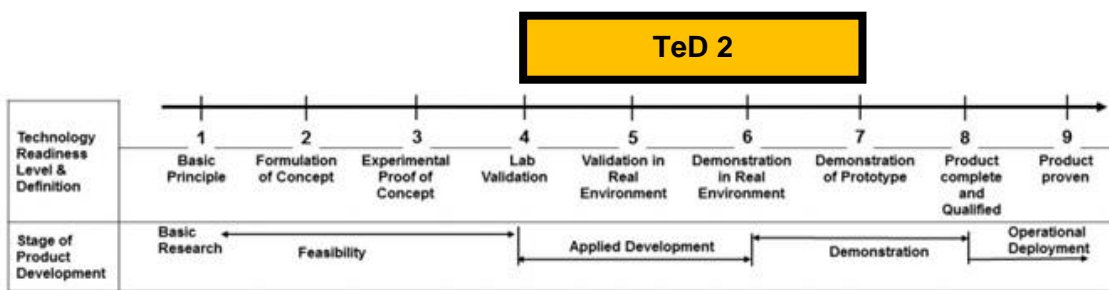 TeD 2
Technology
Readiness
Level &
Definition
1
Basic
Principle
2
Formulation
of Concept
3
Experimental
Proof of
Concept
4
Lab
Validation
5
Validation in
Real
Environment
6
Demonstration
in Real
Environment
7
Demonstration
of Prototype
8
Product
complete
and
Qualified
9
Product
proven
Stage of
Product
Development
Basic
Research
Feasibility
Applied Development
Demonstration
Operational
Deployment